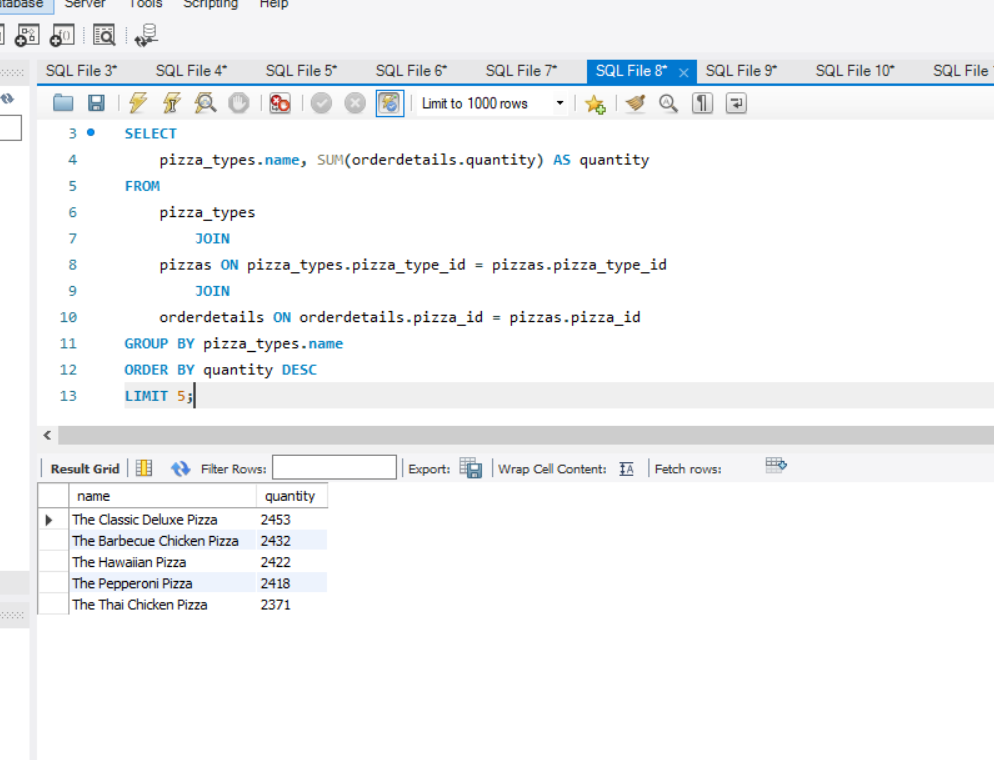 Server Tools Scripting Help
SQL File 3* SQL File 4* SQL File 5* SQL File 6* SQL File 7* SQL File 8* SQL File 9* SQL File 10* SQL File
Limit to 1000 rows
3 SELECT
4 pizza_types.name, SUM(orderdetails.quantity) AS quantity
5 FROM
6 pizza_types
7 JOIN
8 pizzas ON pizza_types.pizza_type_id = pizzas.pizza_type_id
9 JOIN
10 orderdetails ON orderdetails.pizza_id = pizzas.pizza_id
11 GROUP BY pizza_types.name
12 ORDER BY quantity DESC
13 LIMIT 5;
Result Grid Filter Rows: Export: Wrap Cell Content: IA Fetch rows:
name quantity
The Classic Deluxe Pizza 2453
The Barbecue Chicken Pizza 2432
The Hawaiian Pizza 2422
The Pepperoni Pizza 2418
The Thai Chicken Pizza 2371